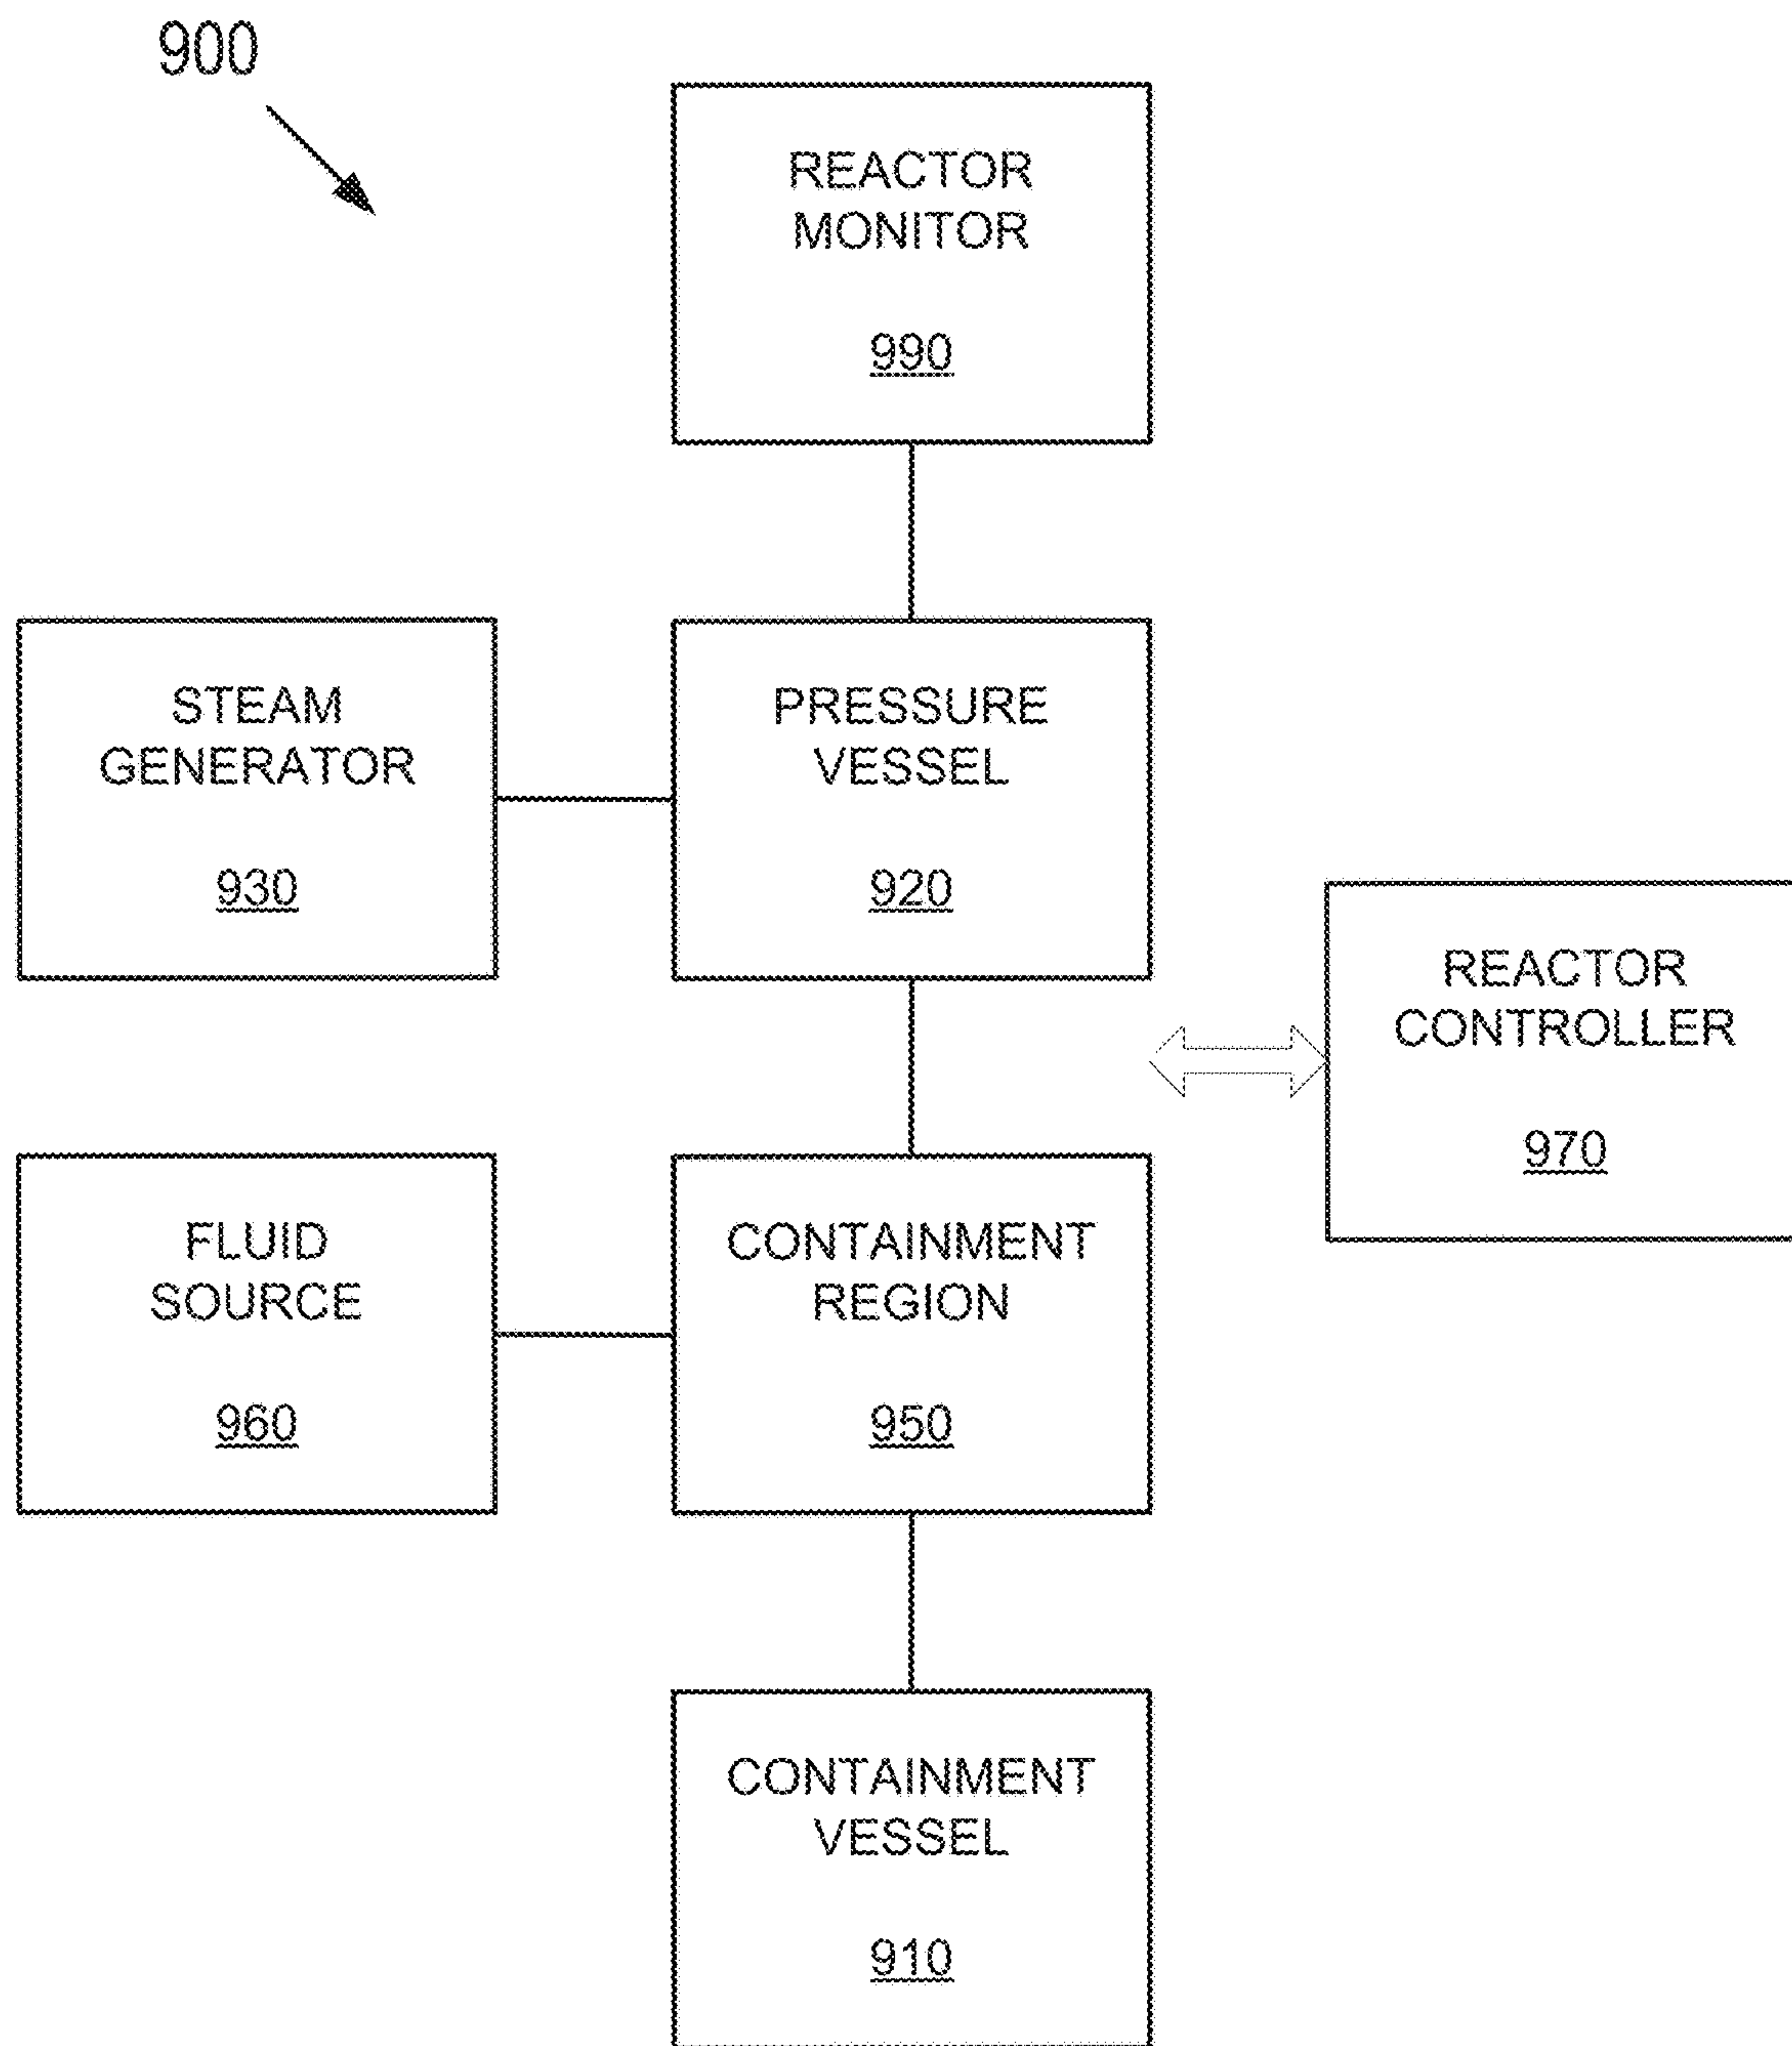 900
REACTOR
MONITOR
990
STEAM
GENERATOR
930
PRESSURE
VESSEL
920
REACTOR
CONTROLLER
970
FLUID
SOURCE
960
CONTAINMENT
REGION
950
CONTAINMENT
VESSEL
910